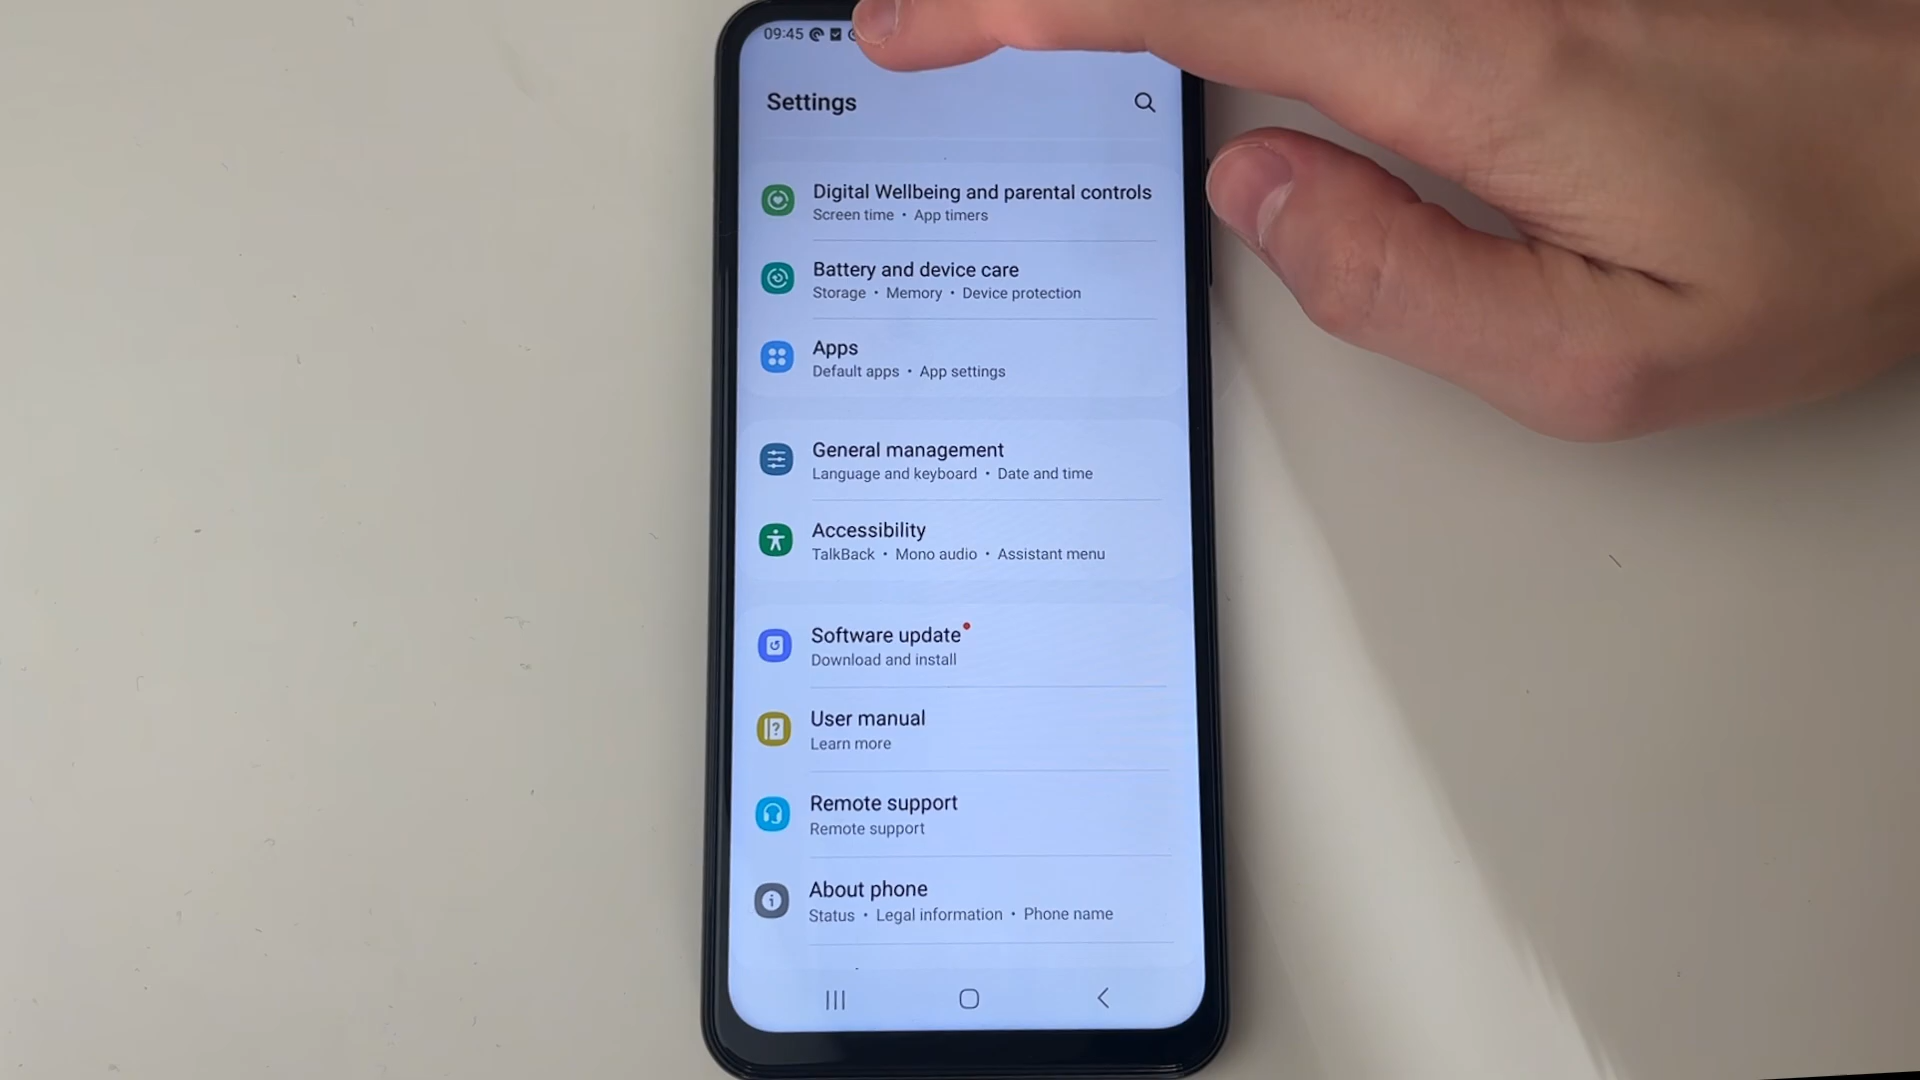 09:45
Settings
Digital Wellbeing and parental controls
Screen time • App timers
Battery and device care
Storage • Memory • Device protection
Apps
Default apps • App settings
General management
Language and keyboard • Date and time
Accessibility
TalkBack • Mono audio • Assistant menu
Software update
Download and install
User manual
Learn more
Remote support
Remote support
About phone
Status • Legal information • Phone name